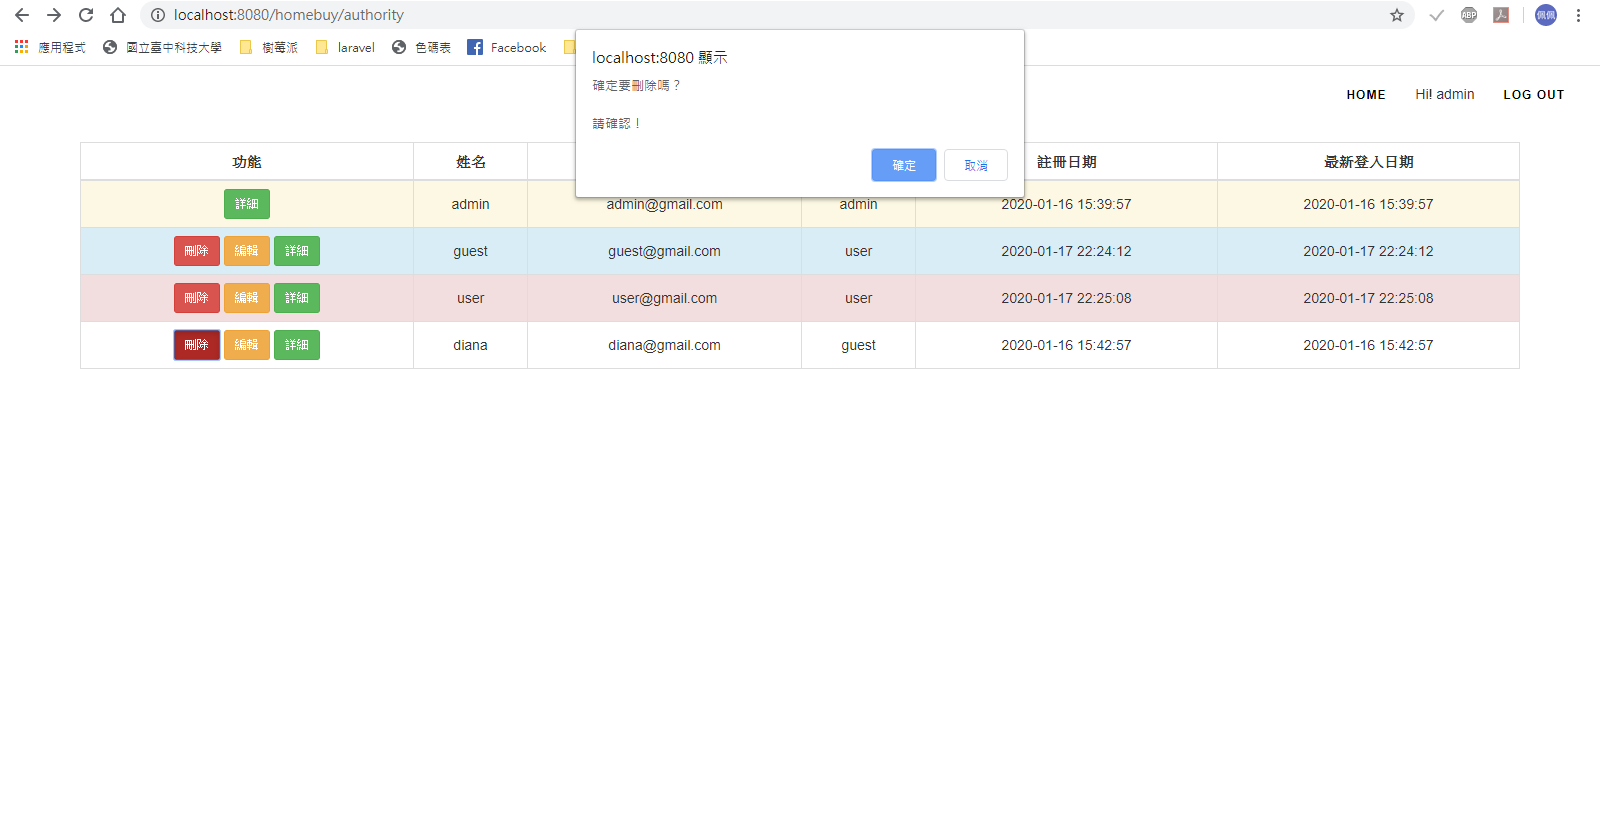 localhost:8080/homebuy/authority
ABP
佩佩
應用程式 國立臺中科技大學 樹莓派 laravel 色碼表 Facebook
localhost:8080 顯示
確定要刪除嗎？
請確認！
確定 取消
HOME Hi! admin LOG OUT
功能 姓名 註冊日期 最新登入日期
詳細 admin admin@gmail.com admin 2020-01-16 15:39:57 2020-01-16 15:39:57
刪除 編輯 詳細 guest guest@gmail.com user 2020-01-17 22:24:12 2020-01-17 22:24:12
刪除 編輯 詳細 user user@gmail.com user 2020-01-17 22:25:08 2020-01-17 22:25:08
刪除 編輯 詳細 diana diana@gmail.com guest 2020-01-16 15:42:57 2020-01-16 15:42:57